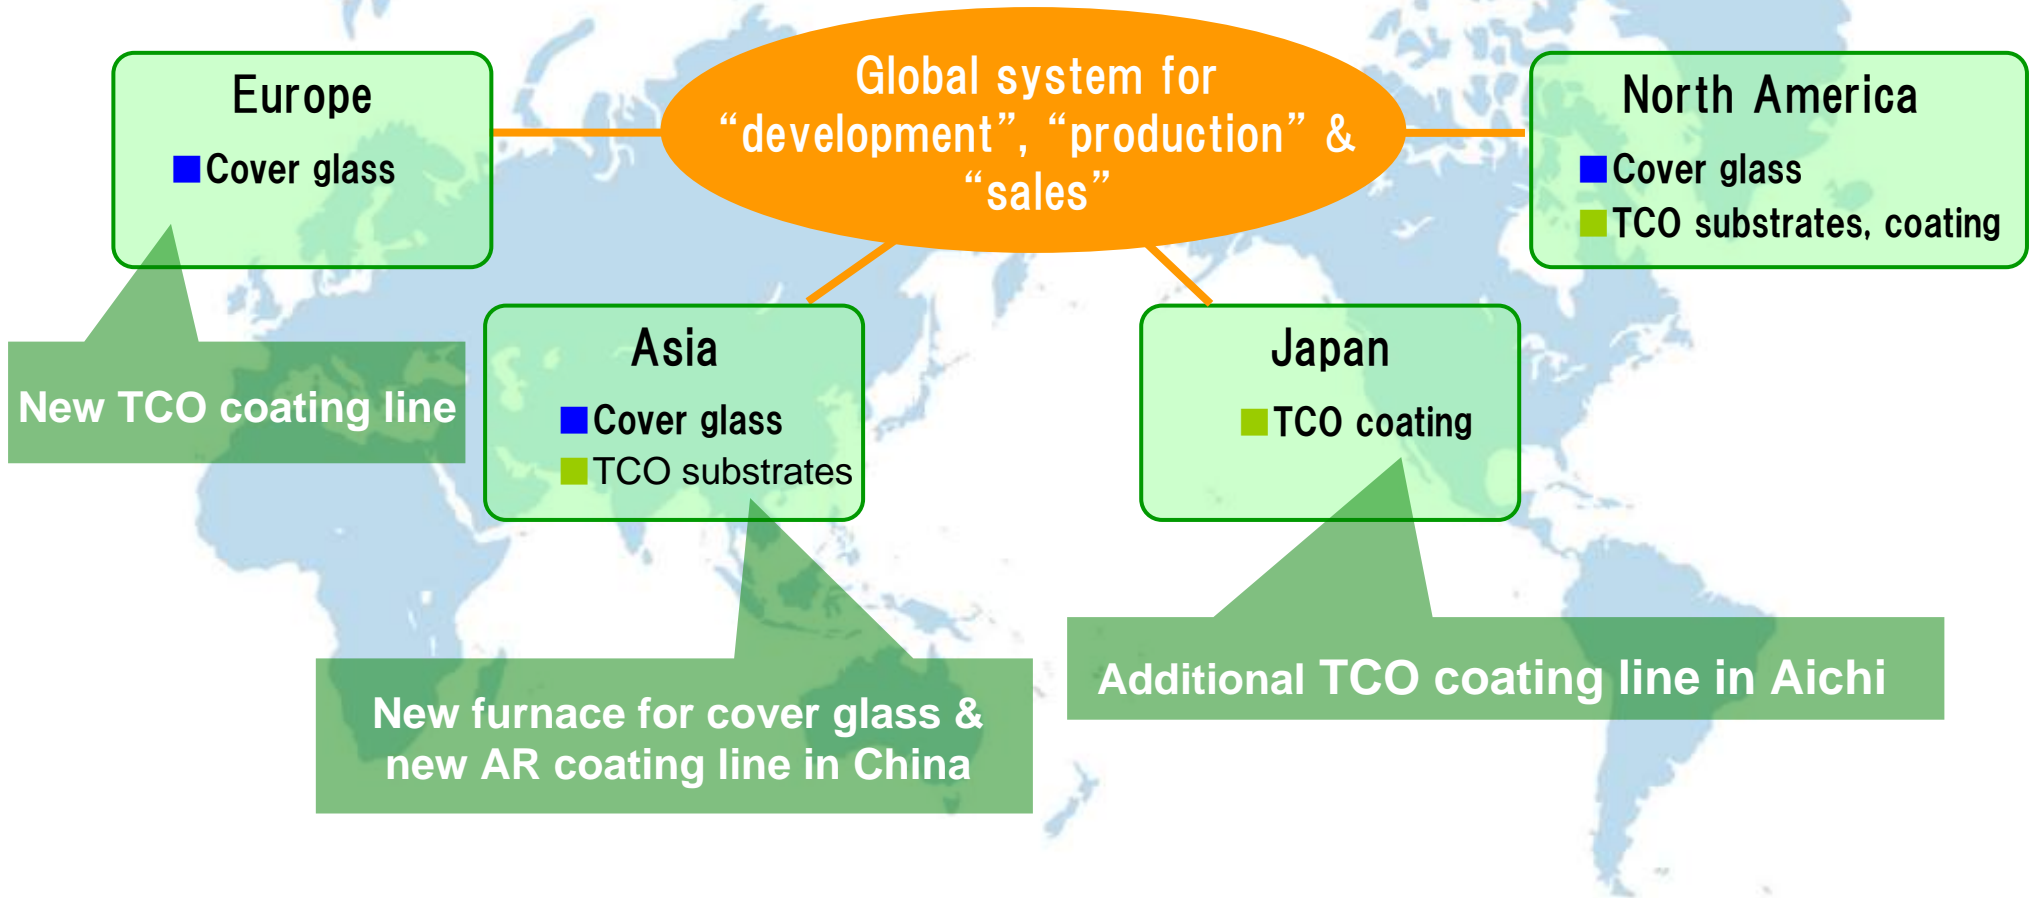 Global system for
“development”, “production” &
“sales”
Europe
■Cover glass
New TCO coating line
Asia
■Cover glass
■TCO substrates
New furnace for cover glass &
new AR coating line in China
Japan
■TCO coating
Additional TCO coating line in Aichi
North America
■Cover glass
■TCO substrates, coating